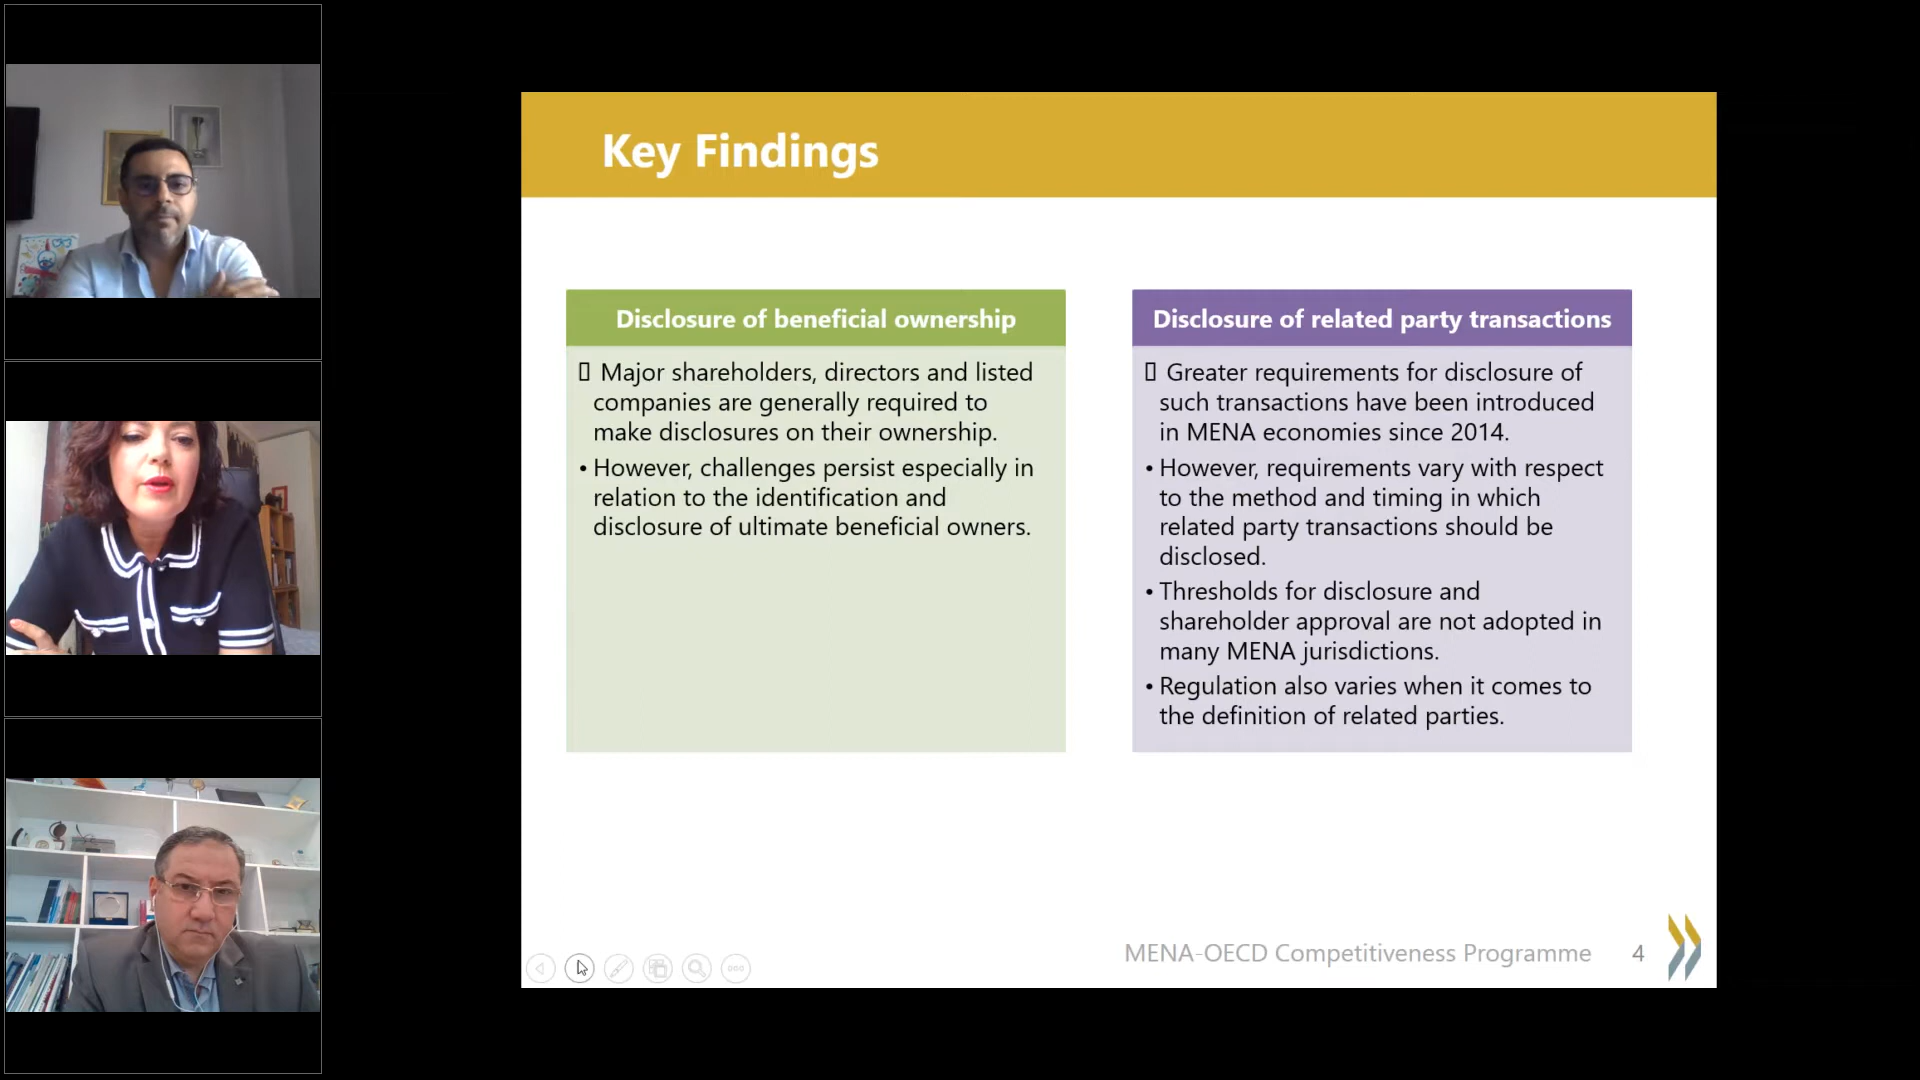 Key Findings
Disclosure of beneficial ownership
Major shareholders, directors and listed
companies are generally required to
make disclosures on their ownership.
• However, challenges persist especially in
relation to the identification and
disclosure of ultimate beneficial owners.
Disclosure of related party transactions
Greater requirements for disclosure of
such transactions have been introduced
in MENA economies since 2014.
• However, requirements vary with respect
to the method and timing in which
related party transactions should be
disclosed.
• Thresholds for disclosure and
shareholder approval are not adopted in
many MENA jurisdictions.
• Regulation also varies when it comes to
the definition of related parties.
MENA-OECD Competitiveness Programme 4